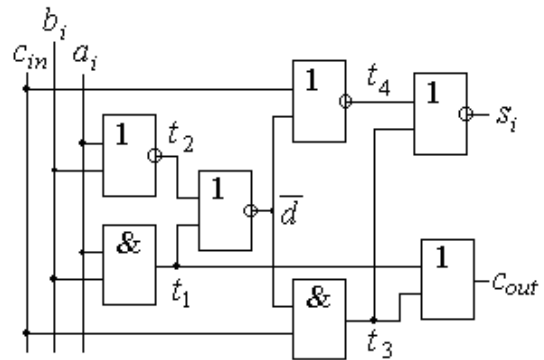 b_i
c_in a_i
1 t_4 1
1 t_2
s_i
1
d̅
& 1
t_1 & c_out
t_3